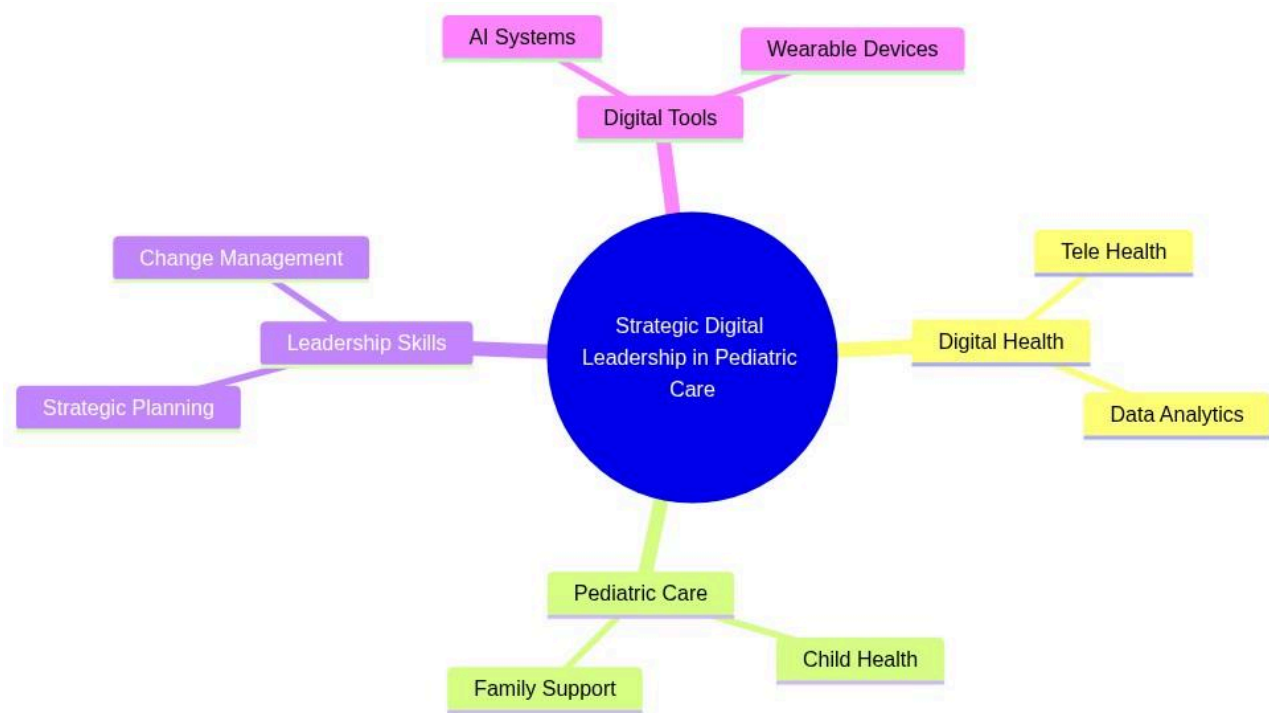 AI Systems
Wearable Devices
Digital Tools
Change Management
Tele Health
Leadership Skills
Strategic Digital
Leadership in Pediatric
Care
Digital Health
Strategic Planning
Data Analytics
Pediatric Care
Child Health
Family Support